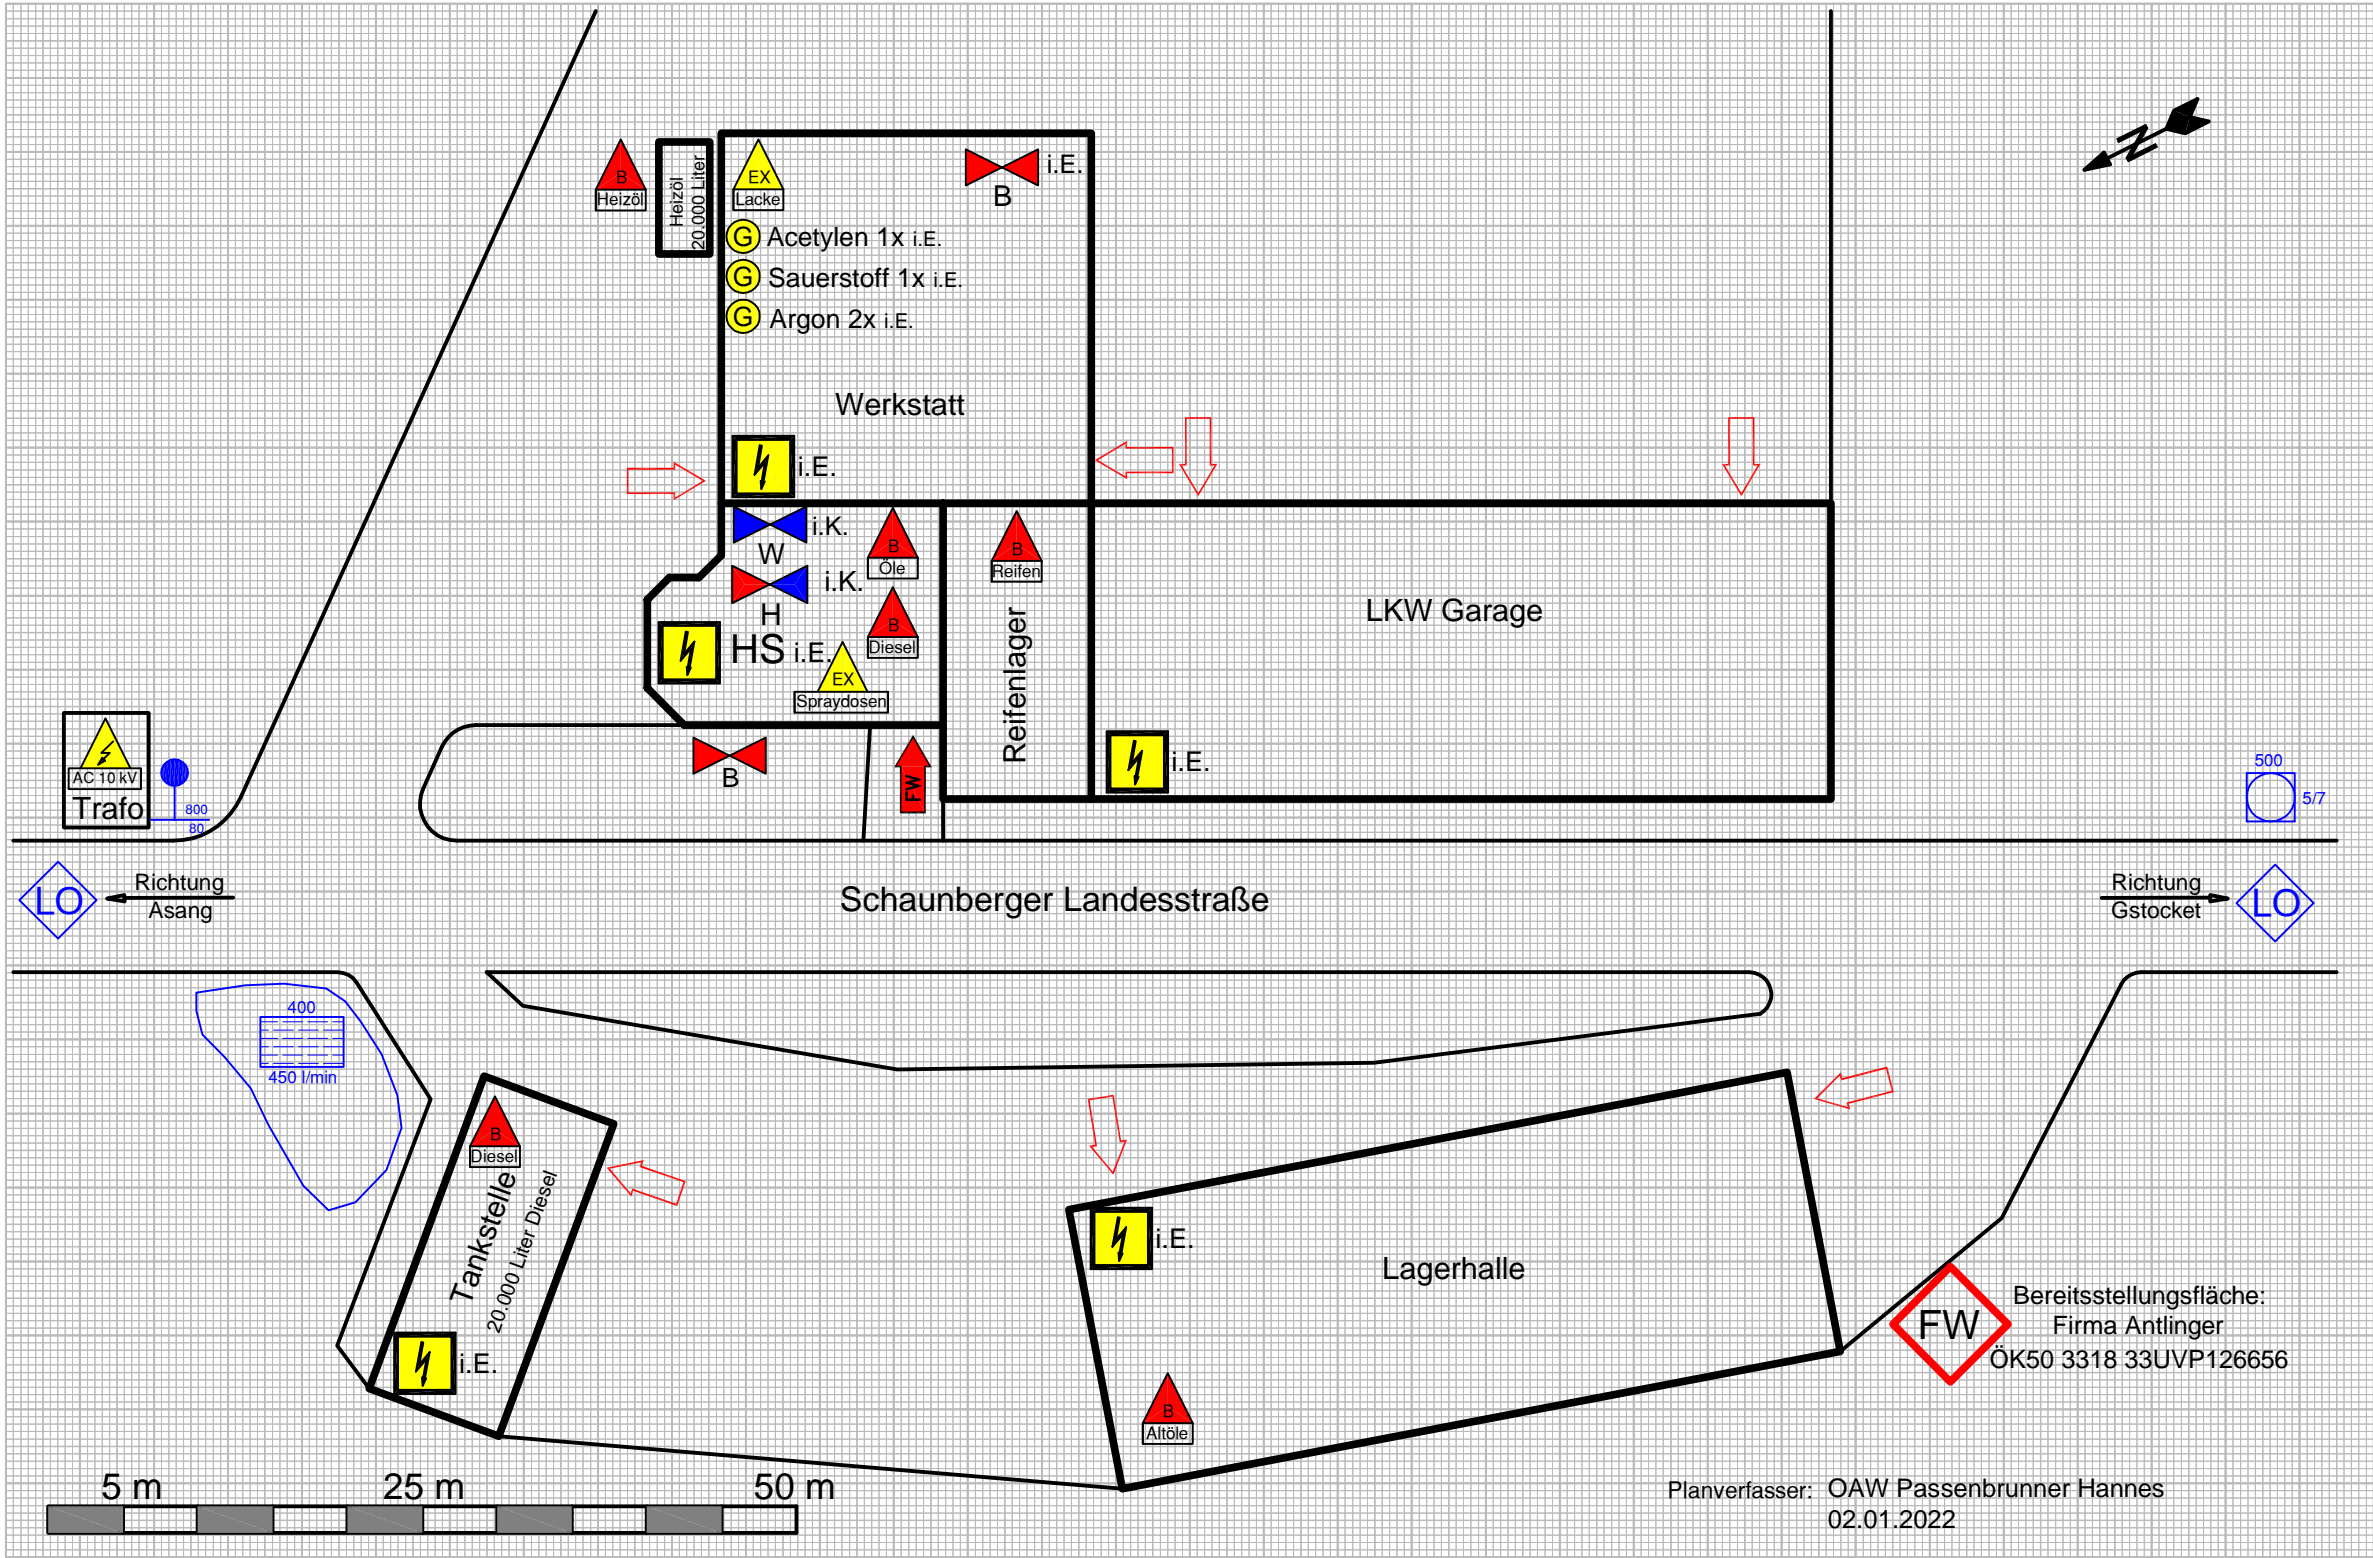 B
Heizöl
Heizöl
20.000 Liter
EX
Lacke
B
i.E.
G Acetylen 1x i.E.
G Sauerstoff 1x i.E.
G Argon 2x i.E.
N
Werkstatt
i.E.
W
i.K.
H
i.K.
HS i.E.
B
Öle
B
Diesel
EX
Spraydosen
B
Reifen
Reifenlager
LKW Garage
i.E.
B
FW
AC 10 kV
Trafo
800
80
500
5/7
LO
Richtung
Asang
Schaunberger Landesstraße
Richtung
Gstocket
LO
400
450 l/min
B
Diesel
Tankstelle
20.000 Liter Diesel
i.E.
i.E.
Lagerhalle
B
Altöle
FW
Bereitsstellungsfläche:
Firma Antlinger
ÖK50 3318 33UVP126656
5 m
25 m
50 m
Planverfasser: OAW Passenbrunner Hannes
02.01.2022